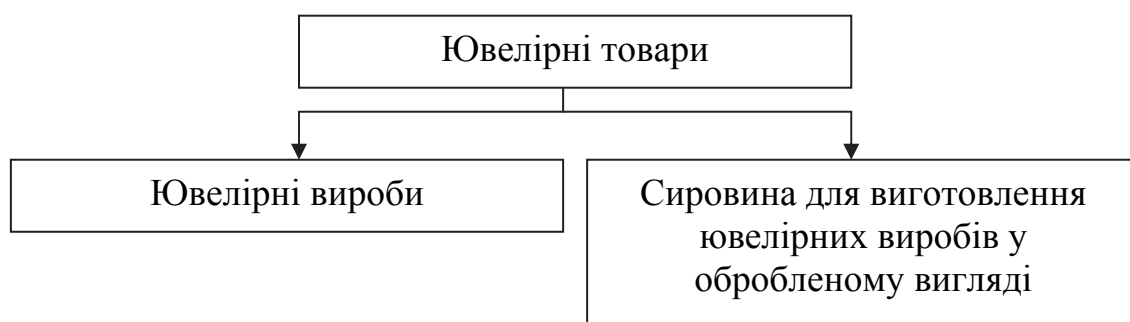 Ювелірні товари
Ювелірні вироби
Сировина для виготовлення
ювелірних виробів у
обробленому вигляді